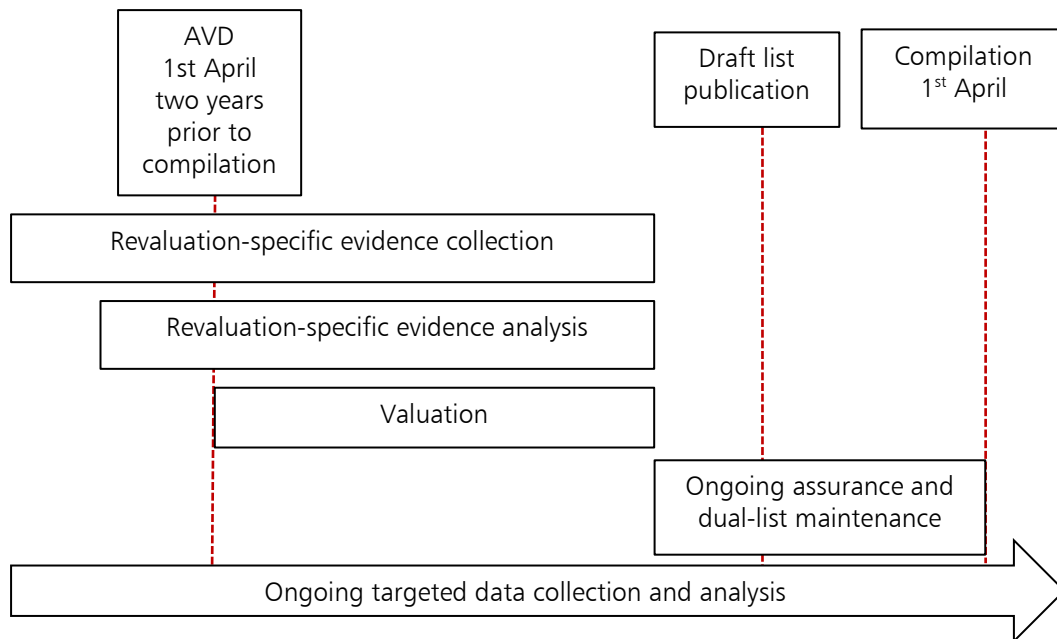 AVD
1st April
two years
prior to
compilation
Draft list
publication
Compilation
1st April
Revaluation-specific evidence collection
Revaluation-specific evidence analysis
Valuation
Ongoing assurance and
dual-list maintenance
Ongoing targeted data collection and analysis